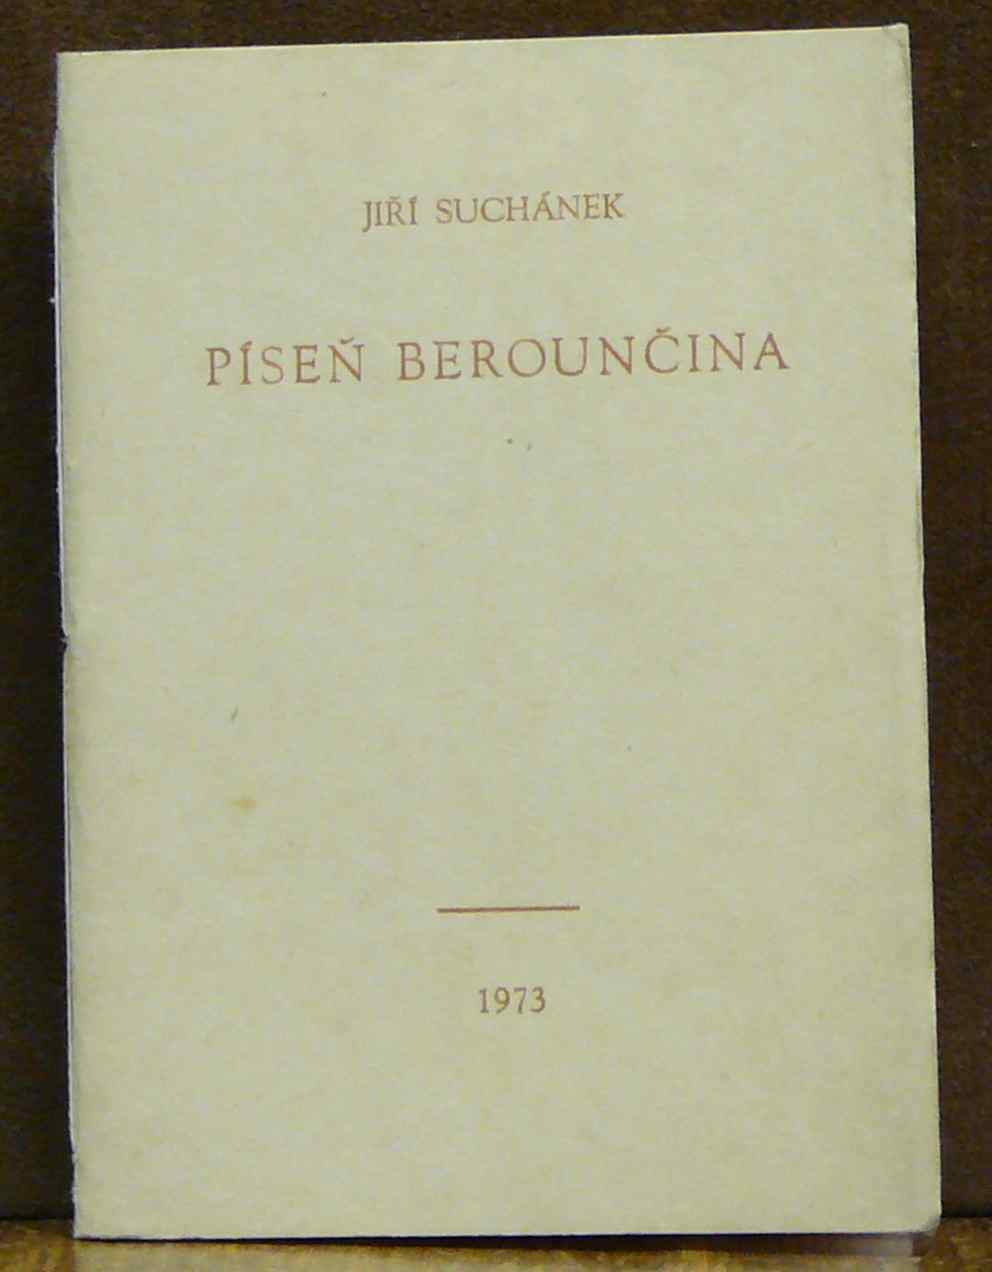 JIŘÍ SUCHÁNEK
PÍSEŇ BEROUNČINA
1973